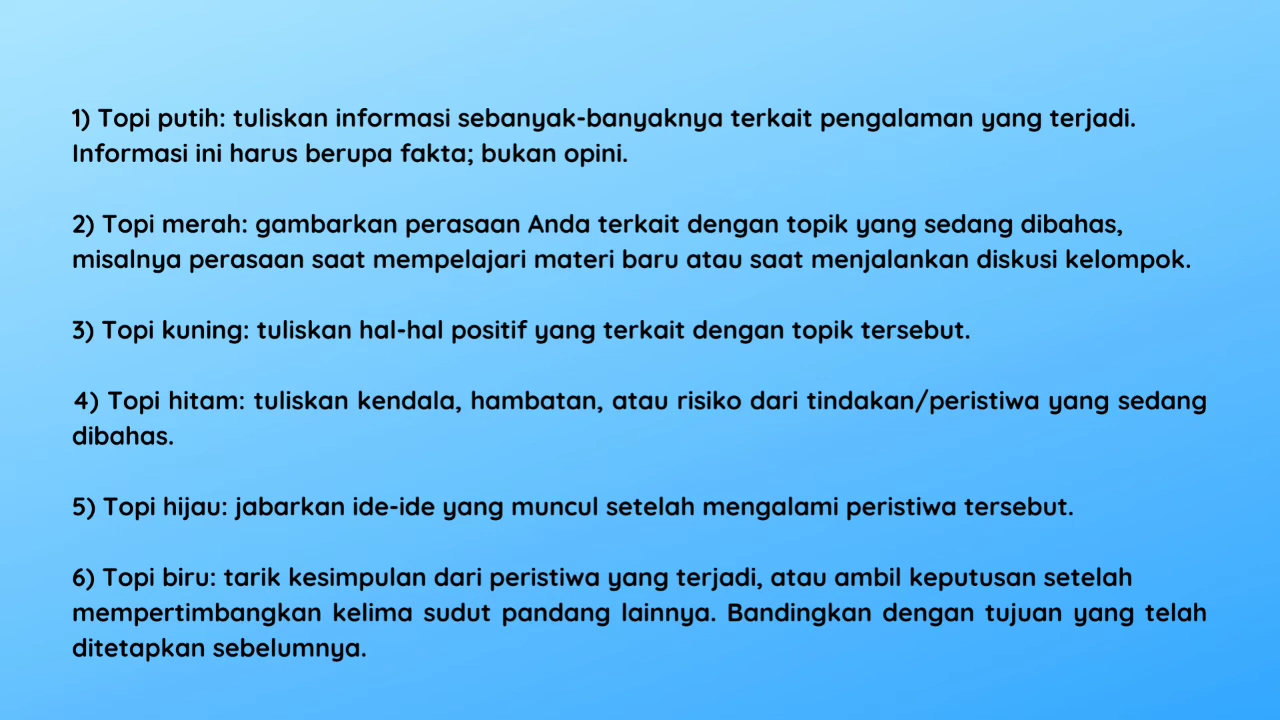 1) Topi putih: tuliskan informasi sebanyak-banyaknya terkait pengalaman yang terjadi.
Informasi ini harus berupa fakta; bukan opini.
2) Topi merah: gambarkan perasaan Anda terkait dengan topik yang sedang dibahas,
misalnya perasaan saat mempelajari materi baru atau saat menjalankan diskusi kelompok.
3) Topi kuning: tuliskan hal-hal positif yang terkait dengan topik tersebut.
4) Topi hitam: tuliskan kendala, hambatan, atau risiko dari tindakan/peristiwa yang sedang
dibahas.
5) Topi hijau: jabarkan ide-ide yang muncul setelah mengalami peristiwa tersebut.
6) Topi biru: tarik kesimpulan dari peristiwa yang terjadi, atau ambil keputusan setelah
mempertimbangkan kelima sudut pandang lainnya. Bandingkan dengan tujuan yang telah
ditetapkan sebelumnya.